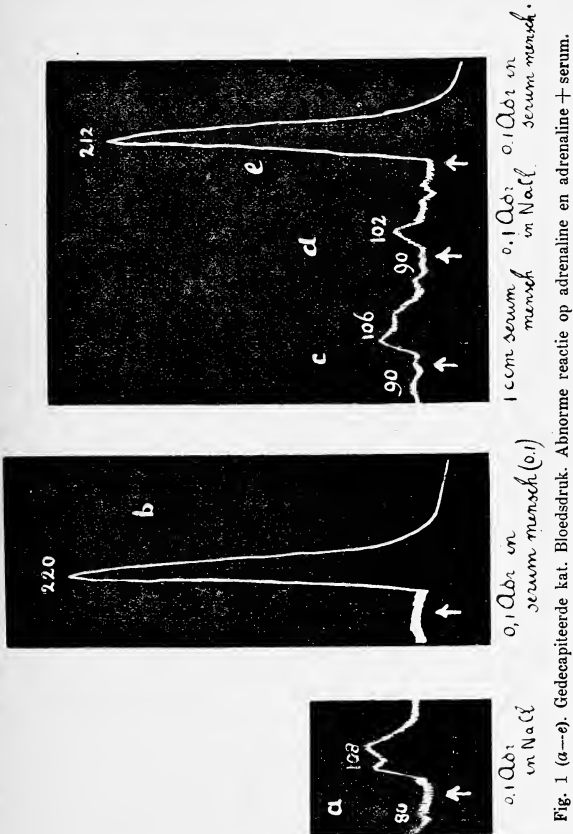 a
80
108
b
220
c
90
106
d
90
102
e
212
0.1 Adr
in NaCl
0,1 Adr in
serum mensch (0.1)
1 ccm serum
mensch
0.1 Adr
in NaCl
0.1 Adr in
serum mensch.
Fig. 1 (a—e). Gedecapiteerde kat. Bloedsdruk. Abnorme reactie op adrenaline en adrenaline + serum.